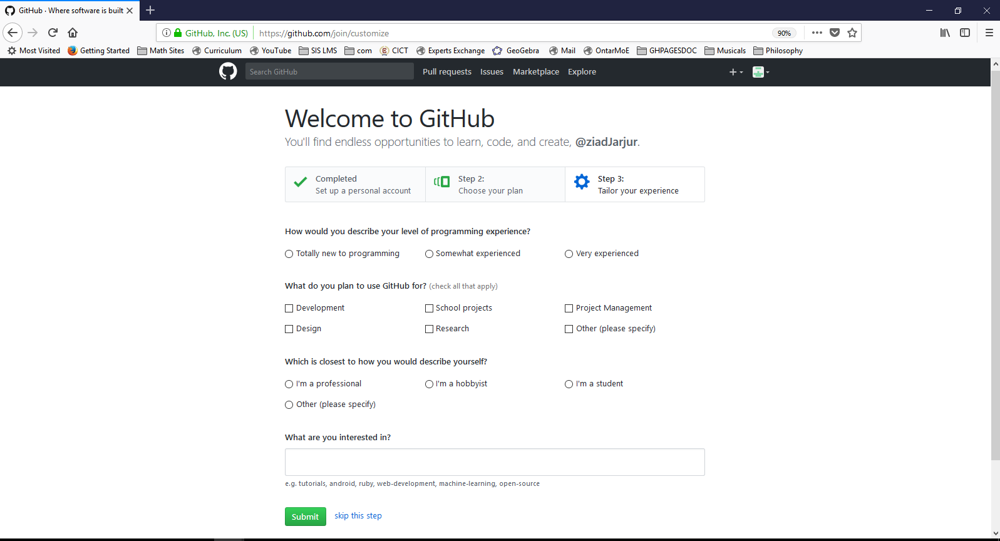 GitHub · Where software is built
GitHub, Inc. (US) https://github.com/join/customize 90%
Most Visited Getting Started Math Sites Curriculum YouTube SIS LMS com CICT Experts Exchange GeoGebra Mail OntarMoE GHPAGESDOC Musicals Philosophy
Search GitHub Pull requests Issues Marketplace Explore
Welcome to GitHub
You'll find endless opportunities to learn, code, and create, @ziadJarjur.
Completed
Set up a personal account
Step 2:
Choose your plan
Step 3:
Tailor your experience
How would you describe your level of programming experience?
Totally new to programming Somewhat experienced Very experienced
What do you plan to use GitHub for? (check all that apply)
Development School projects Project Management
Design Research Other (please specify)
Which is closest to how you would describe yourself?
I'm a professional I'm a hobbyist I'm a student
Other (please specify)
What are you interested in?
e.g. tutorials, android, ruby, web-development, machine-learning, open-source
Submit skip this step